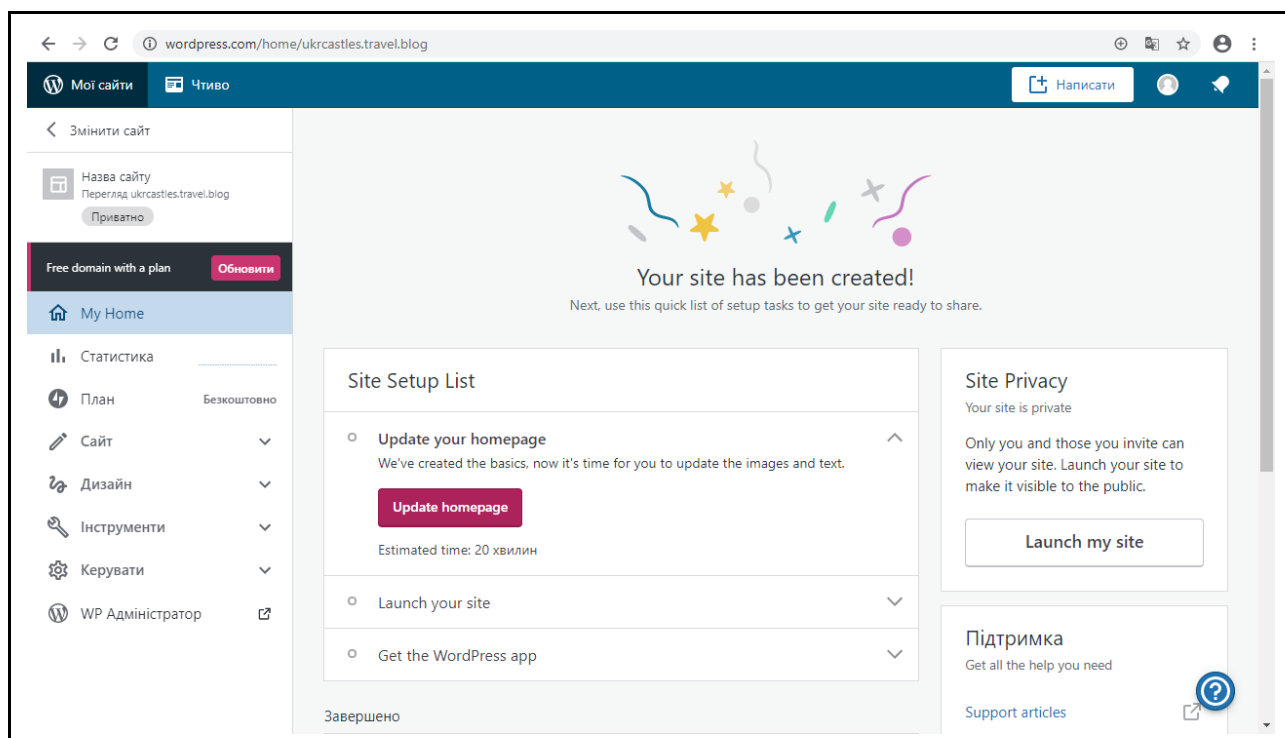 wordpress.com/home/ukrcastles.travel.blog
Мої сайти
Чтиво
Написати
Змінити сайт
Назва сайту
Перегляд ukrcastles.travel.blog
Приватно
Free domain with a plan
Обновити
My Home
Статистика
План
Безкоштовно
Сайт
Дизайн
Інструменти
Керувати
WP Адміністратор
Your site has been created!
Next, use this quick list of setup tasks to get your site ready to share.
Site Setup List
Update your homepage
We've created the basics, now it's time for you to update the images and text.
Update homepage
Estimated time: 20 хвилин
Launch your site
Get the WordPress app
Завершено
Site Privacy
Your site is private
Only you and those you invite can
view your site. Launch your site to
make it visible to the public.
Launch my site
Підтримка
Get all the help you need
Support articles